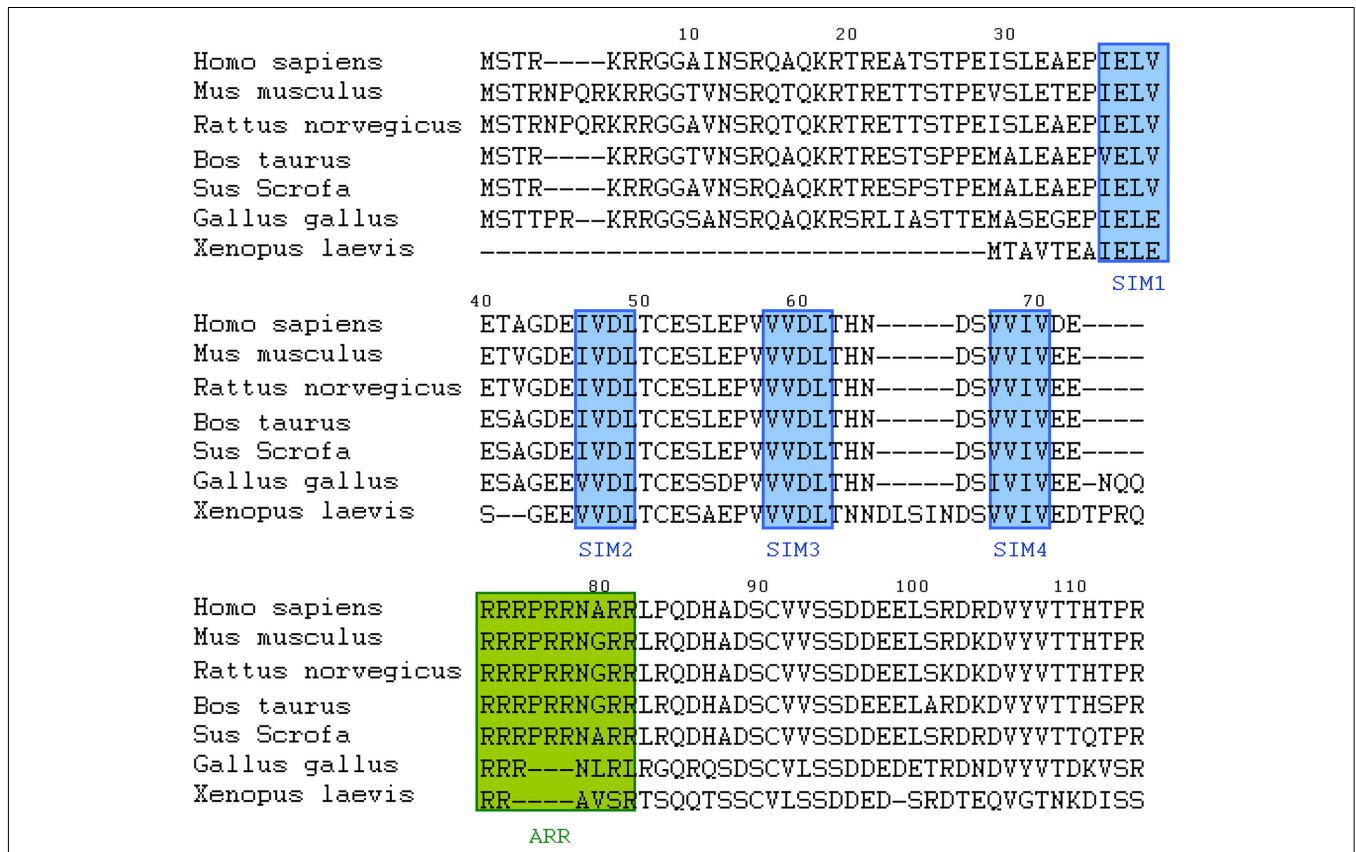 10 20 30
Homo sapiens MSTR----KRRGGAINSRQAQKRTREATSTPEISLEAEPIELV
Mus musculus MSTRNPQRKRRGGTVNSRQTQKRTRETTSTPEVSLETEPIELV
Rattus norvegicus MSTRNPQRKRRGGAVNSRQTQKRTRETTSTPEISLEAEPIELV
Bos taurus MSTR----KRRGGTVNSRQAQKRTRESTSPPEMALEAEPVELV
Sus Scrofa MSTR----KRRGGAVNSRQAQKRTRESPSTPEMALEAEPIELV
Gallus gallus MSTTPR--KRRGGSANSRQAQKRSRLIASTTEMASEGEPIELE
Xenopus laevis --------------------------------MTAVTEAIELE
SIM1
40 50 60 70
Homo sapiens ETAGDEIVDLTCESLEPVVVDLTHN-----DSVVIVDE----
Mus musculus ETVGDEIVDLTCESLEPVVVDLTHN-----DSVVIVEE----
Rattus norvegicus ETVGDEIVDLTCESLEPVVVDLTHN-----DSVVIVEE----
Bos taurus ESAGDEIVDLTCESLEPVVVDLTHN-----DSVVIVEE----
Sus Scrofa ESAGDEIVDITCESLEPVVVDLTHN-----DSVVIVEE----
Gallus gallus ESAGEEVVDLTCESSDPVVVDLTHN-----DSIVIVEE-NQQ
Xenopus laevis S--GEEVVDLTCESAEPVVVDLTNNDLSINDSVVIVEDTPRQ
SIM2 SIM3 SIM4
80 90 100 110
Homo sapiens RRRPRRNARRLPQDHADSCVVSSDDEELSRDRDVYVTTHTPR
Mus musculus RRRPRRNGRRLRQDHADSCVVSSDDEELSRDKDVYVTTHTPR
Rattus norvegicus RRRPRRNGRRLRQDHADSCVVSSDDEELSKDKDVYVTTHTPR
Bos taurus RRRPRRNGRRLRQDHADSCVVSSDDEELARDKDVYVTTHSPR
Sus Scrofa RRRPRRNARRLRQDHADSCVVSSDDEELSRDRDVYVTTQTPR
Gallus gallus RRR---NLRLRGQRQSDSCVLSSDDEDETRDNDVYVTDKVSR
Xenopus laevis RR----AVSRTSQQTSSCVLSSDDED-SRDTEQVGTNKDISS
ARR